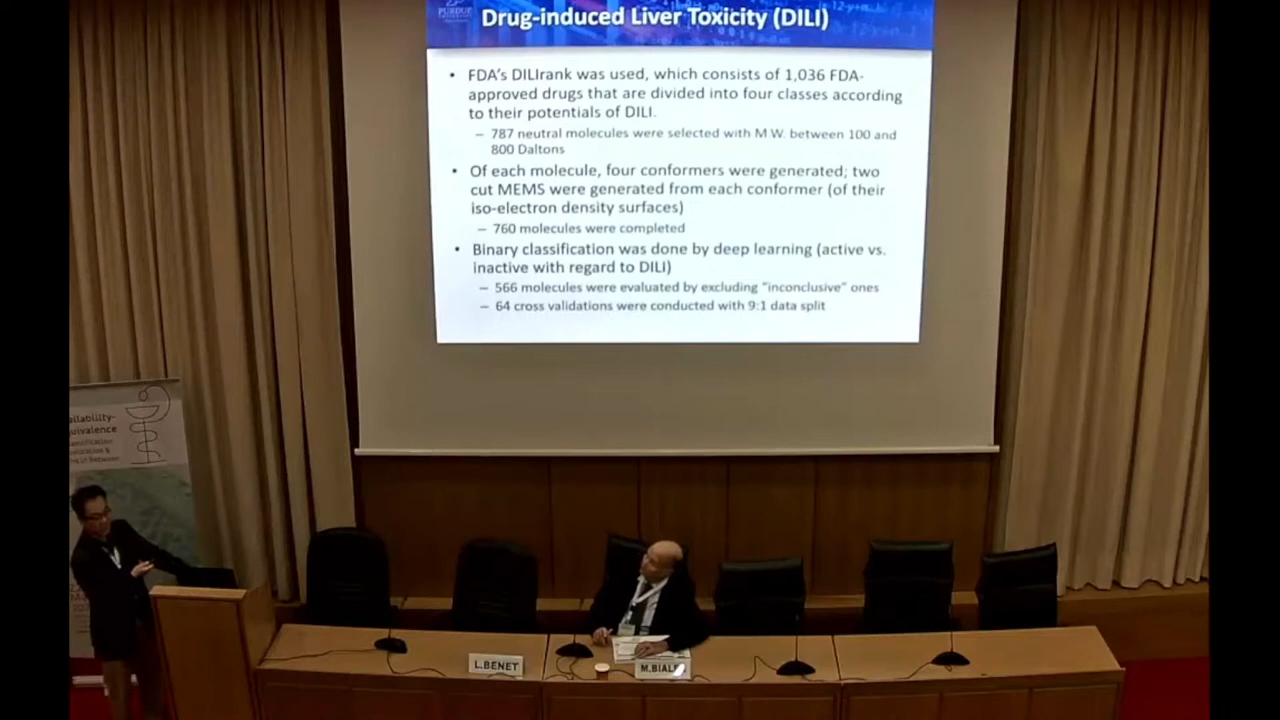 PURDUE
Drug-induced Liver Toxicity (DILI)
• FDA's DILIrank was used, which consists of 1,036 FDA-
approved drugs that are divided into four classes according
to their potentials of DILI.
– 787 neutral molecules were selected with M.W. between 100 and
800 Daltons
• Of each molecule, four conformers were generated; two
cut MEMS were generated from each conformer (of their
iso-electron density surfaces)
– 760 molecules were completed
• Binary classification was done by deep learning (active vs.
inactive with regard to DILI)
– 566 molecules were evaluated by excluding "inconclusive" ones
– 64 cross validations were conducted with 9:1 data split
L.BENET
M.BIAL